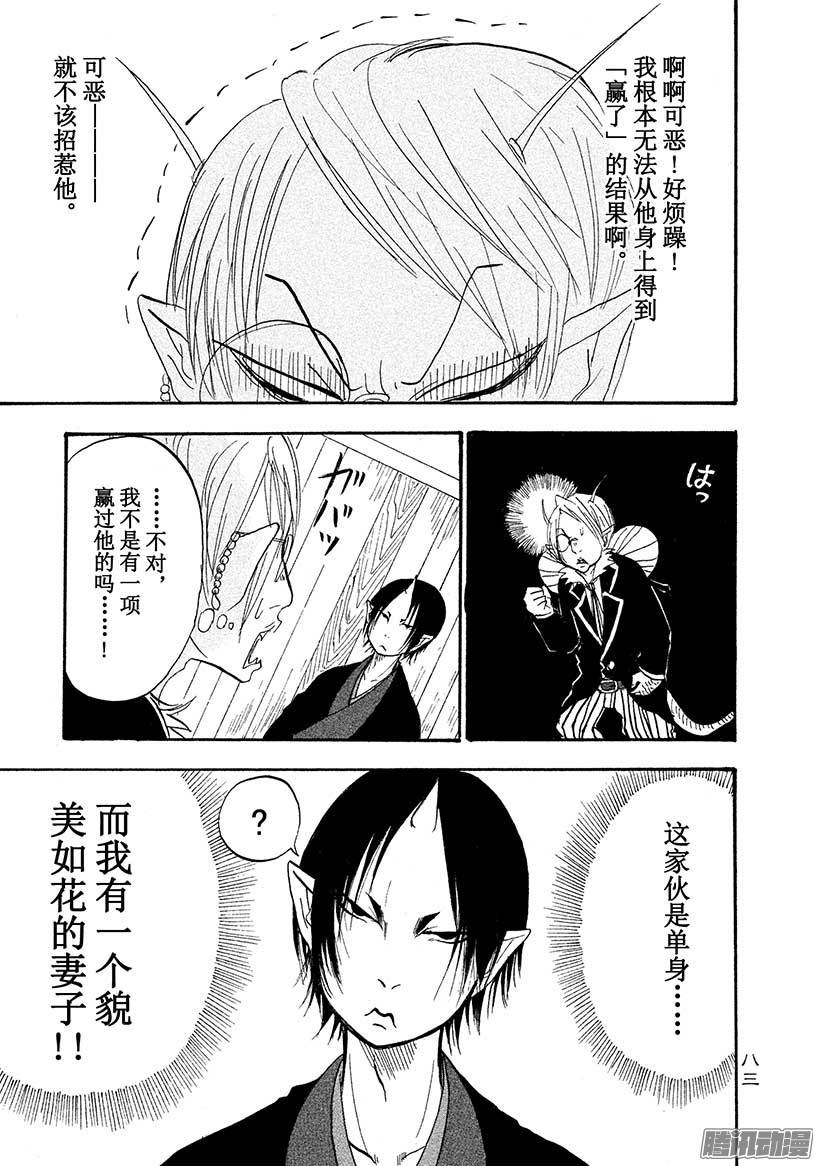 啊啊可恶！好烦躁！
我根本无法从他身上得到
「赢了」的结果啊。
可恶————
就不该招惹他。
はっ
ガバッ
……不对，
我不是有一项
赢过他的吗……！
这家伙是单身……
？
而我有一个貌
美如花的妻子!!
八三
腾讯动漫